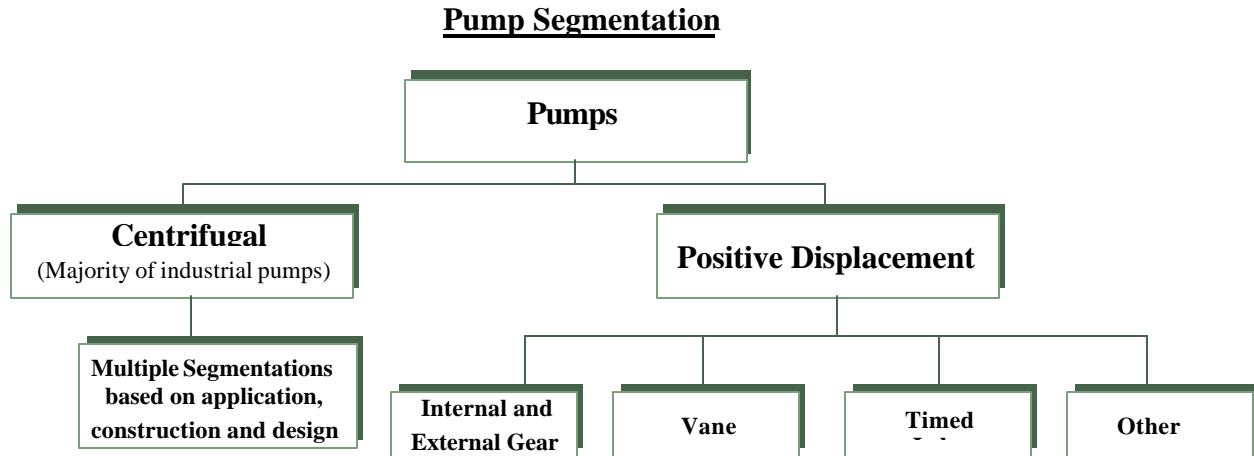 Pump Segmentation
Pumps
Centrifugal
(Majority of industrial pumps)
Positive Displacement
Multiple Segmentations
based on application,
construction and design
Internal and
External Gear
Vane
Timed
Other